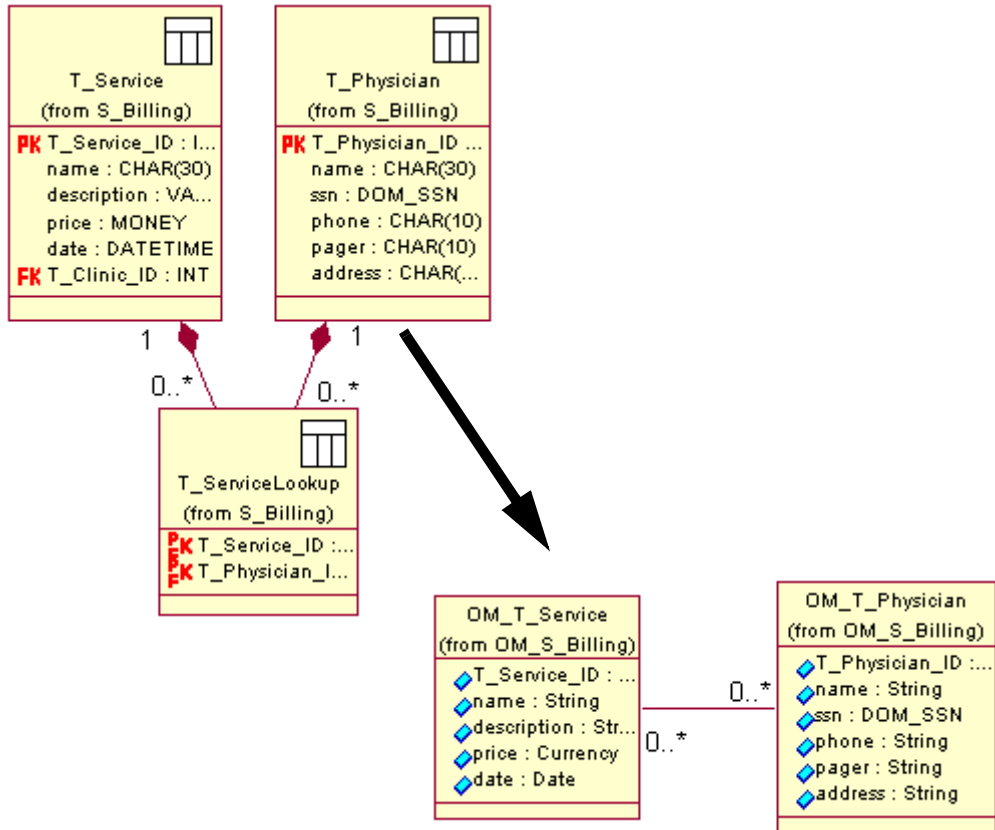 T_Service
(from S_Billing)
PK T_Service_ID : I...
name : CHAR(30)
description : VA...
price : MONEY
date : DATETIME
FK T_Clinic_ID : INT
T_Physician
(from S_Billing)
PK T_Physician_ID ...
name : CHAR(30)
ssn : DOM_SSN
phone : CHAR(10)
pager : CHAR(10)
address : CHAR(...
1
0..*
1
0..*
T_ServiceLookup
(from S_Billing)
PFK T_Service_ID :...
PFK T_Physician_I...
OM_T_Service
(from OM_S_Billing)
T_Service_ID : ...
name : String
description : Str...
price : Currency
date : Date
0..*
0..*
OM_T_Physician
(from OM_S_Billing)
T_Physician_ID :...
name : String
ssn : DOM_SSN
phone : String
pager : String
address : String